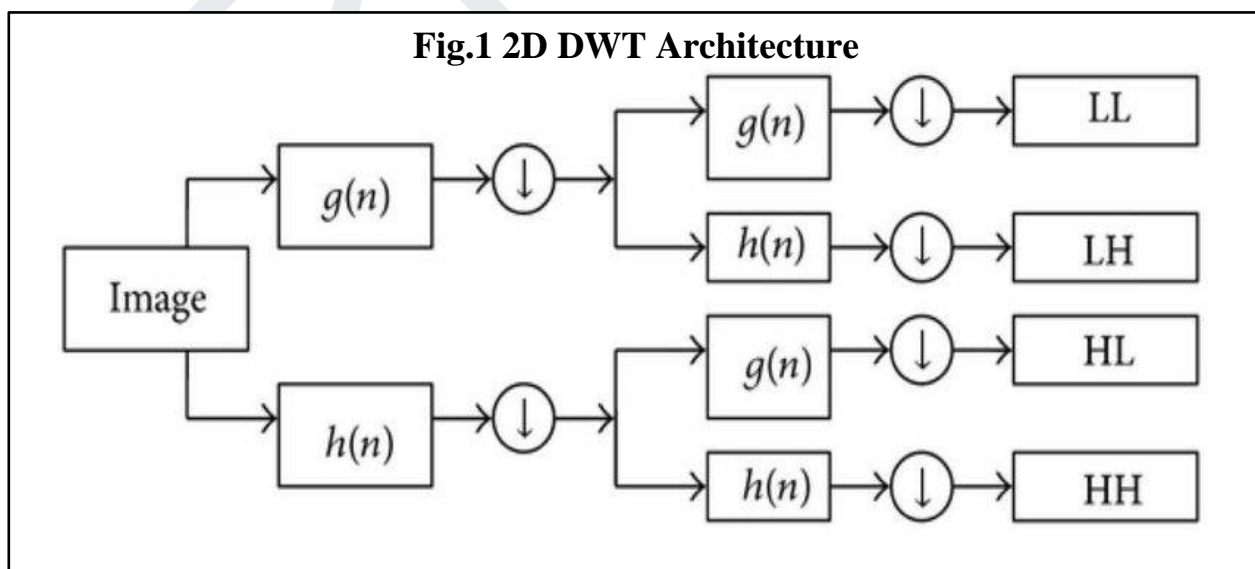 Fig.1 2D DWT Architecture
g(n)
↓
LL
g(n)
↓
h(n)
↓
LH
Image
g(n)
↓
HL
h(n)
↓
h(n)
↓
HH